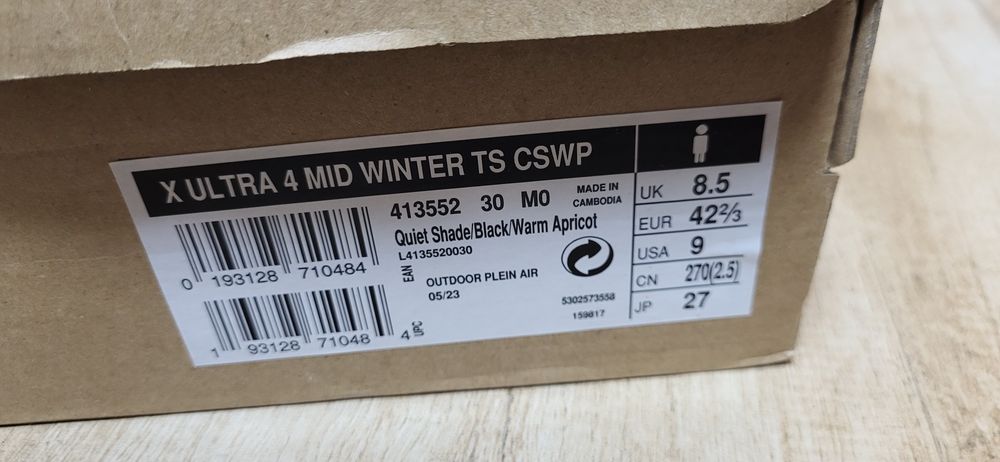 X ULTRA 4 MID WINTER TS CSWP
413552 30 M0
MADE IN
CAMBODIA
Quiet Shade/Black/Warm Apricot
L4135520030
OUTDOOR PLEIN AIR
05/23
5302573558
159817
0 193128 710484
EAN
1 93128 71048 4
UPC
UK 8.5
EUR 42⅔
USA 9
CN 270(2.5)
JP 27